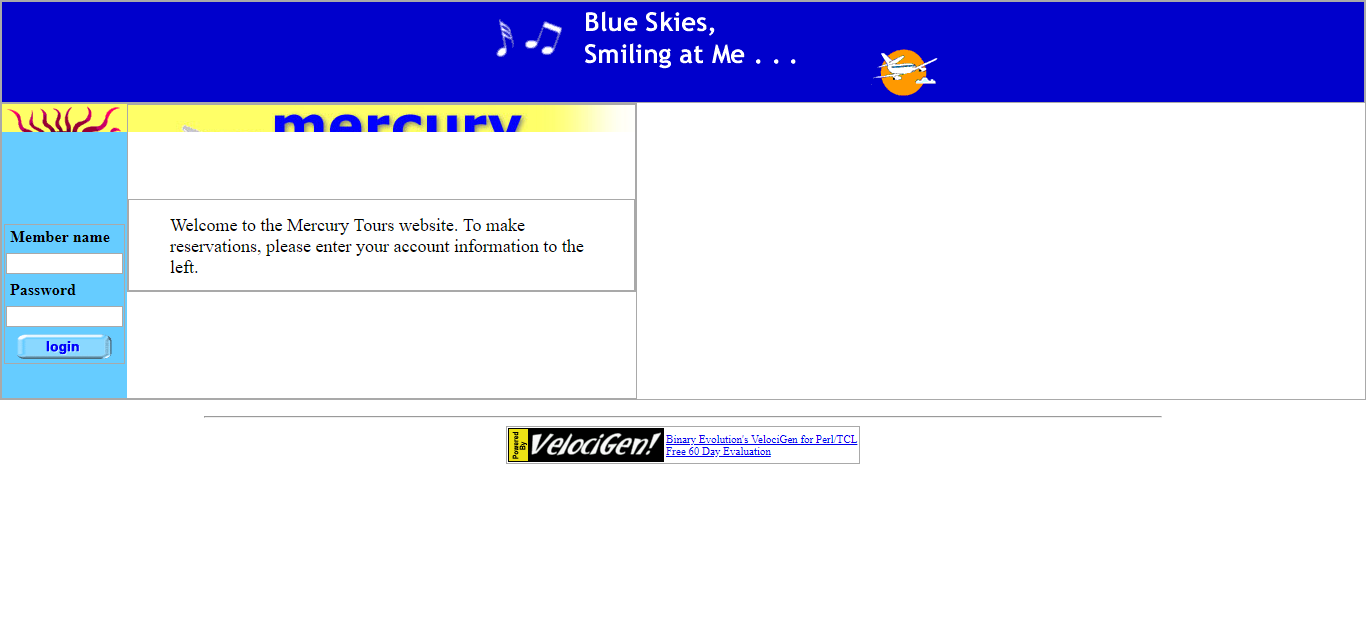 Blue Skies,
Smiling at Me . . .
mercury
Welcome to the Mercury Tours website. To make
reservations, please enter your account information to the
left.
Member name
Password
login
Powered
By
VelociGen!
Binary Evolution's VelociGen for Perl/TCL
Free 60 Day Evaluation